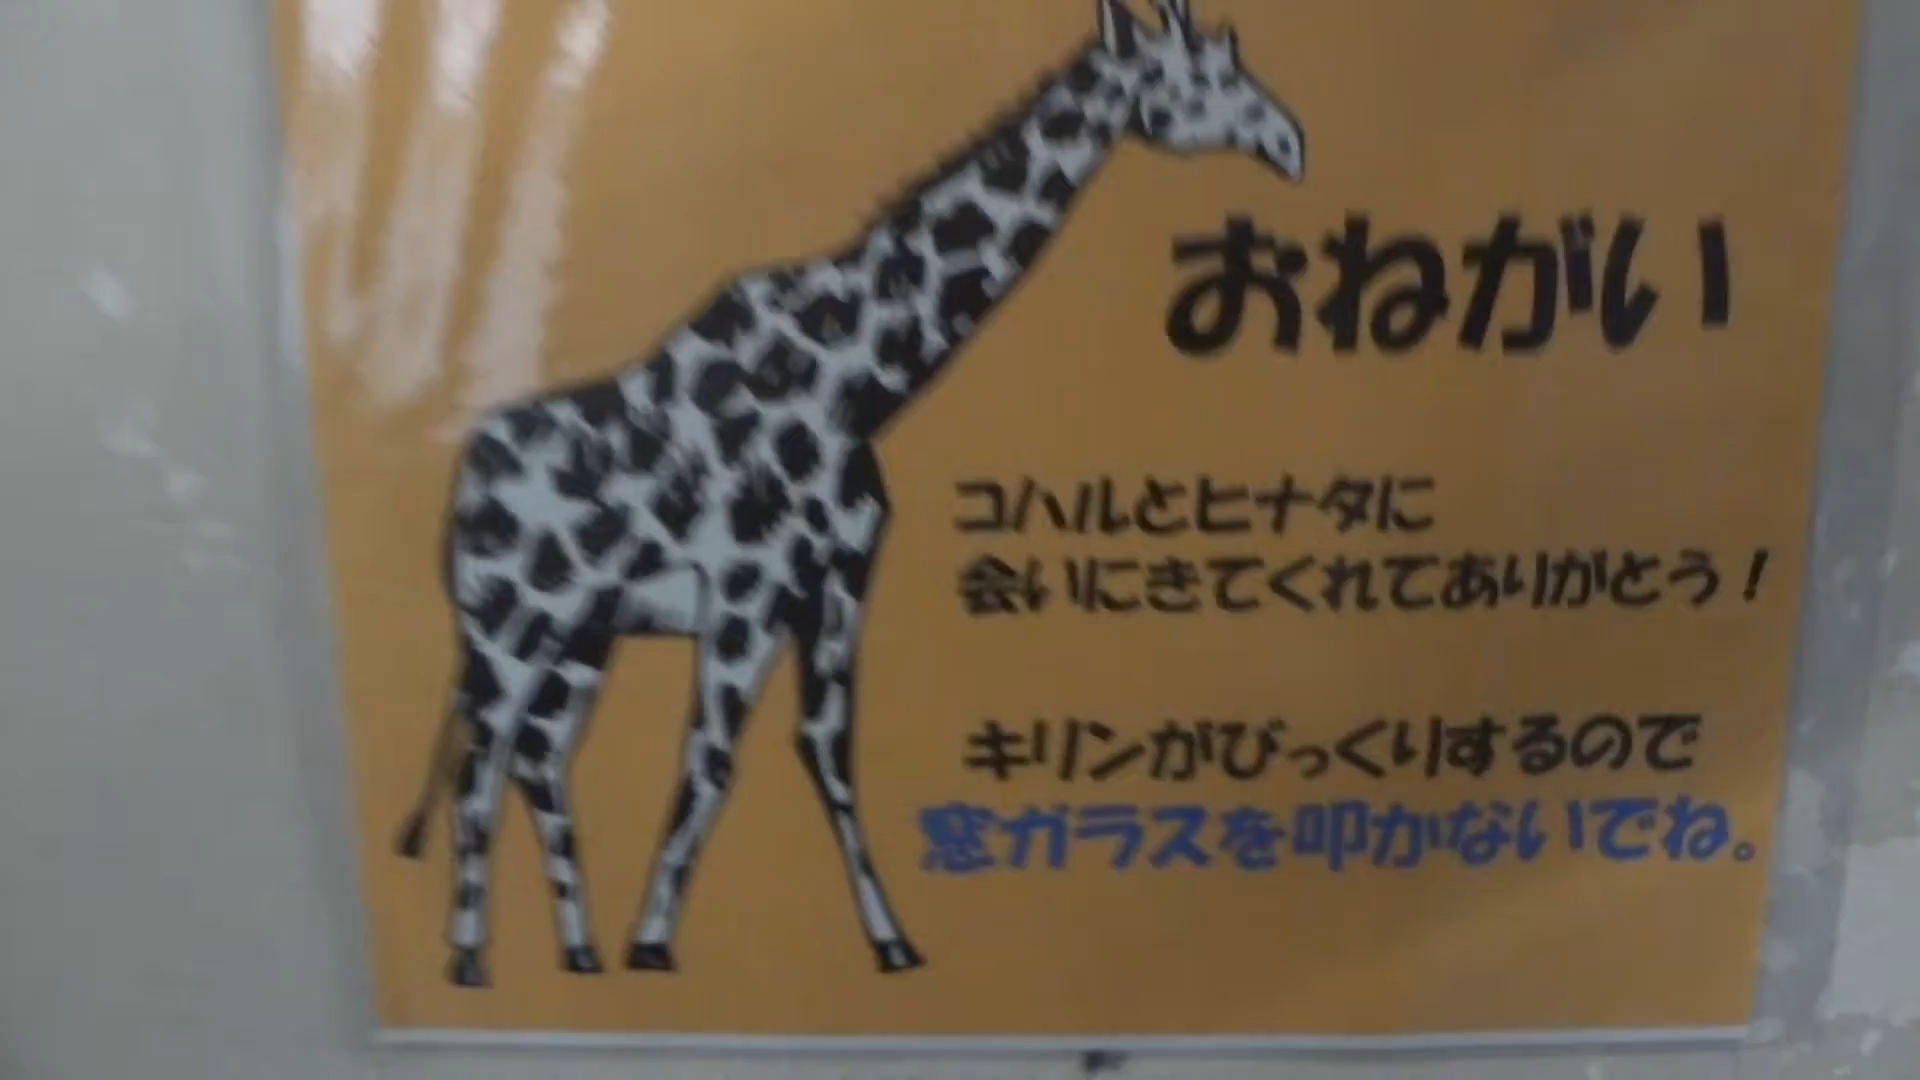 おねがい
コハルとヒナタに
会いにきてくれてありがとう！
キリンがびっくりするので
窓ガラスを叩かないでね。